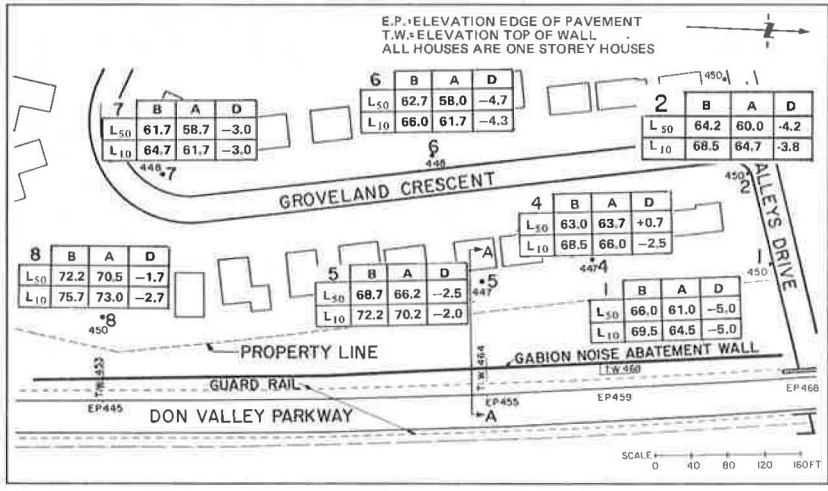 E.P.=ELEVATION EDGE OF PAVEMENT
T.W.=ELEVATION TOP OF WALL
ALL HOUSES ARE ONE STOREY HOUSES
7
B A D
L50 61.7 58.7 -3.0
L10 64.7 61.7 -3.0
448 7
6
B A D
L50 62.7 58.0 -4.7
L10 66.0 61.7 -4.3
6
448
450
2
B A D
L50 64.2 60.0 -4.2
L10 68.5 64.7 -3.8
450
2
GROVELAND CRESCENT
ALLEYS DRIVE
4
B A D
L50 63.0 63.7 +0.7
L10 68.5 66.0 -2.5
447 4
8
B A D
L50 72.2 70.5 -1.7
L10 75.7 73.0 -2.7
8
450
5
B A D
L50 68.7 66.2 -2.5
L10 72.2 70.2 -2.0
A
5
447
1
450
1
B A D
L50 66.0 61.0 -5.0
L10 69.5 64.5 -5.0
PROPERTY LINE
T.W.453
T.W.464
GABION NOISE ABATEMENT WALL
T.W.460
GUARD RAIL
EP445
EP455
EP459
EP468
DON VALLEY PARKWAY
A
SCALE
0 40 80 120 160FT